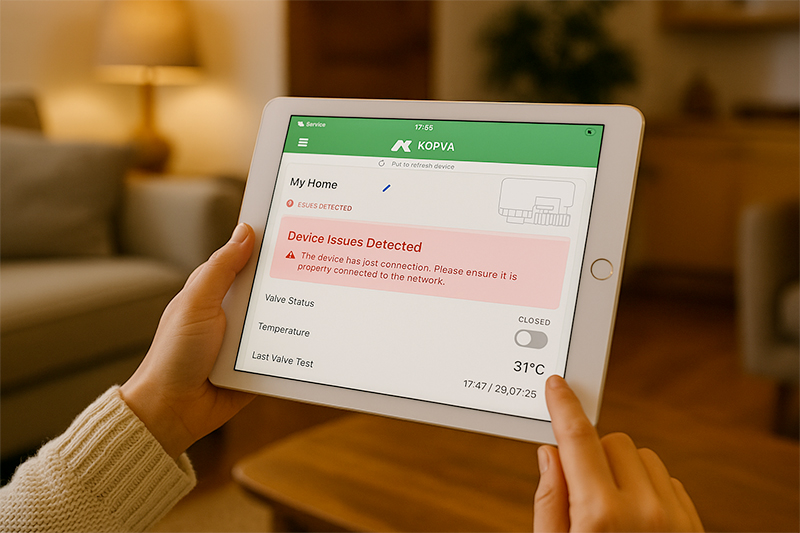 Service
17:55
KOPVA
Put to refresh device
My Home
ESUES DETECTED
Device Issues Detected
The device has jost connection. Please ensure it is
property connected to the network.
Valve Status
CLOSED
Temperature
31°C
Last Valve Test
17:47 / 29,07:25